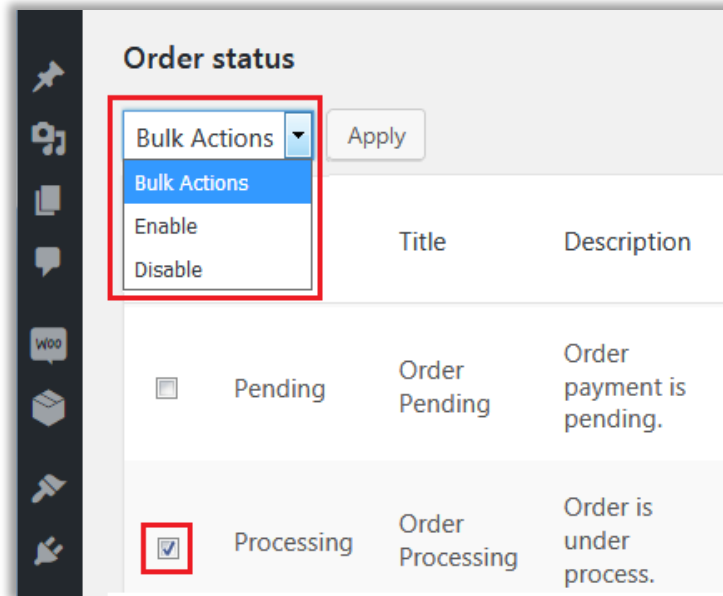 Order status
Bulk Actions
Apply
Bulk Actions
Enable
Disable
Title
Description
Pending
Order
Pending
Order
payment is
pending.
Processing
Order
Processing
Order is
under
process.
WOO